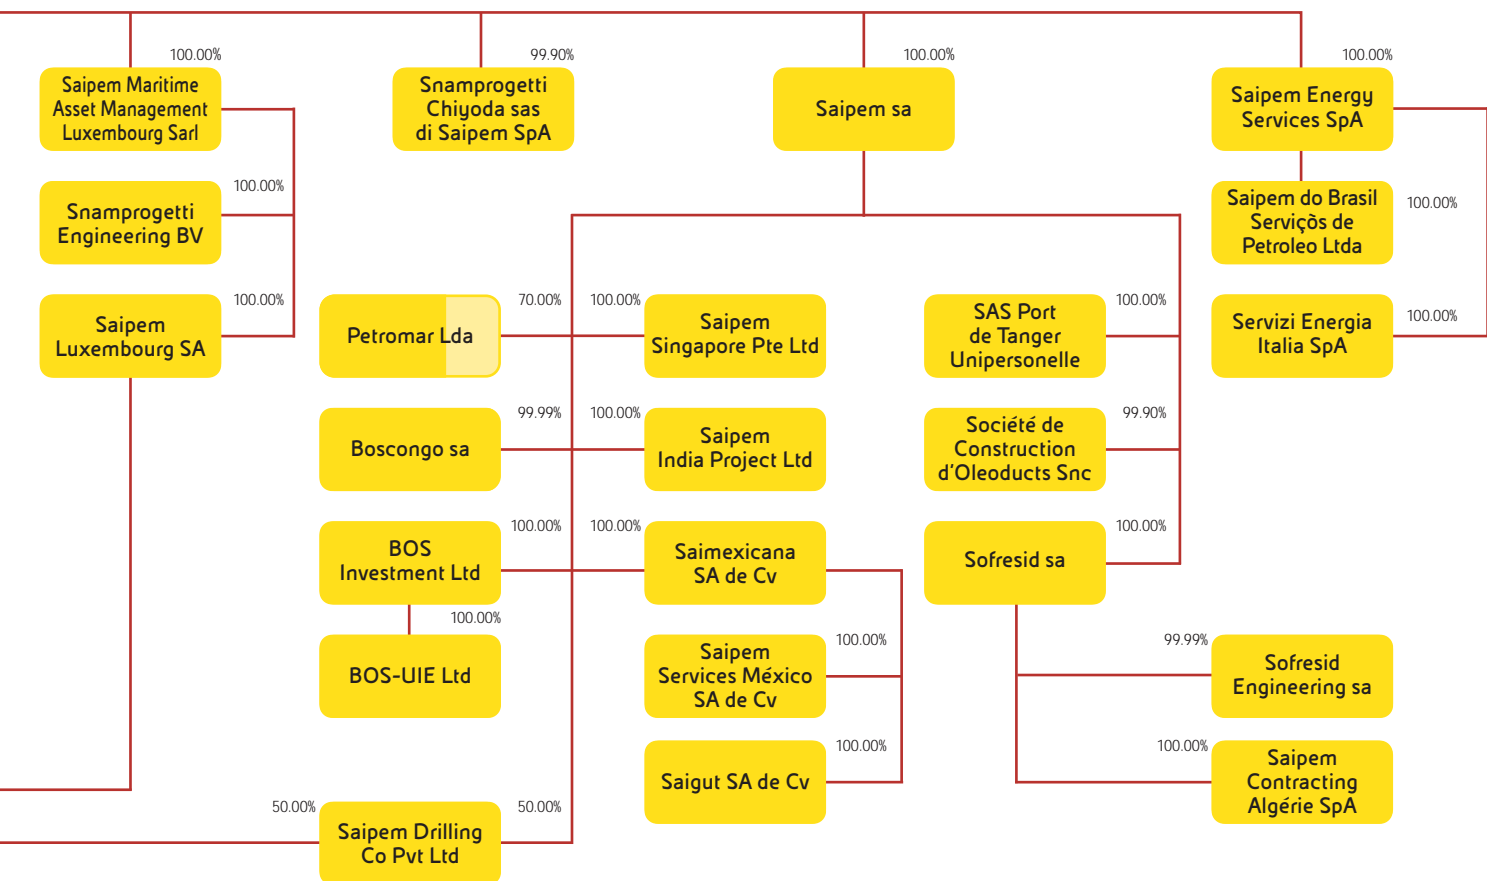 100.00%
Saipem Maritime
Asset Management
Luxembourg Sarl
99.90%
Snamprogetti
Chiyoda sas
di Saipem SpA
100.00%
Saipem sa
100.00%
Saipem Energy
Services SpA
100.00%
Snamprogetti
Engineering BV
100.00%
Saipem do Brasil
Serviçòs de
Petroleo Ltda
100.00%
Saipem
Luxembourg SA
70.00%
Petromar Lda
100.00%
Saipem
Singapore Pte Ltd
100.00%
SAS Port
de Tanger
Unipersonelle
100.00%
Servizi Energia
Italia SpA
99.99%
Boscongo sa
100.00%
Saipem
India Project Ltd
99.90%
Société de
Construction
d'Oleoducts Snc
100.00%
BOS
Investment Ltd
100.00%
Saimexicana
SA de Cv
100.00%
Sofresid sa
100.00%
BOS-UIE Ltd
100.00%
Saipem
Services México
SA de Cv
99.99%
Sofresid
Engineering sa
100.00%
Saigut SA de Cv
100.00%
Saipem
Contracting
Algérie SpA
50.00%
50.00%
Saipem Drilling
Co Pvt Ltd